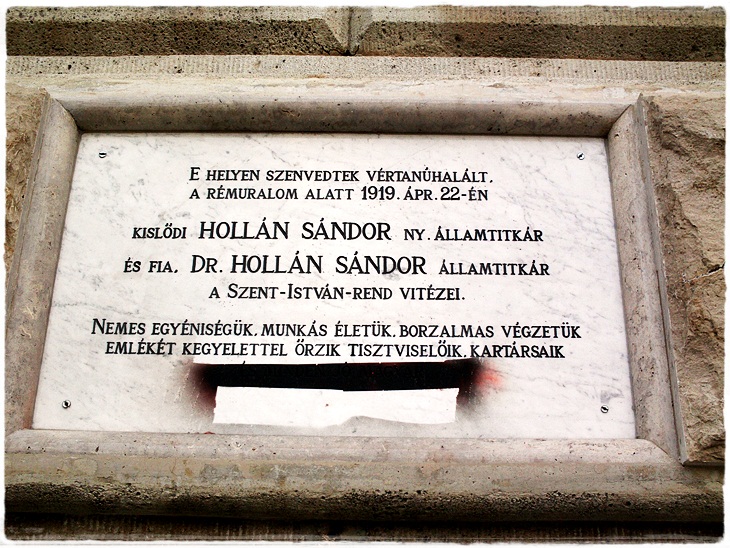 E HELYEN SZENVEDTEK VÉRTANÚHALÁLT,
A RÉMURALOM ALATT 1919. ÁPR. 22-ÉN
KISLŐDI HOLLÁN SÁNDOR NY. ÁLLAMTITKÁR
ÉS FIA, DR. HOLLÁN SÁNDOR ÁLLAMTITKÁR
A SZENT-ISTVÁN-REND VITÉZEI.
NEMES EGYÉNISÉGÜK, MUNKÁS ÉLETÜK, BORZALMAS VÉGZETÜK
EMLÉKÉT KEGYELETTEL ŐRZIK TISZTVISELŐIK, KARTÁRSAIK